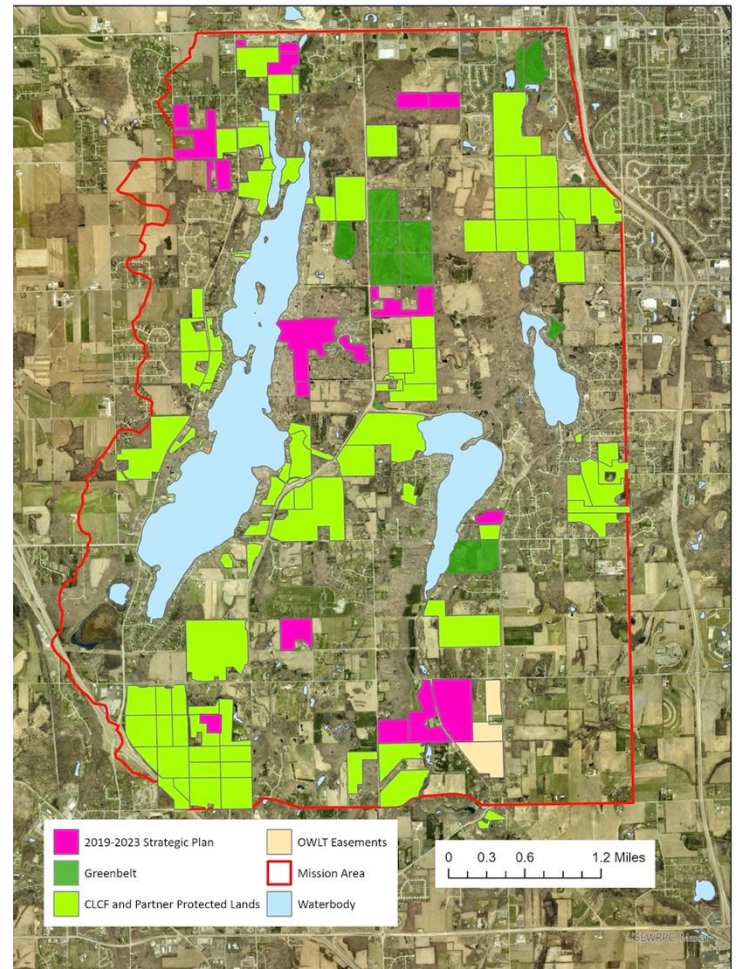 2019-2023 Strategic Plan
Greenbelt
CLCF and Partner Protected Lands
OWLT Easements
Mission Area
Waterbody
0 0.3 0.6 1.2 Miles
SEWRPC,